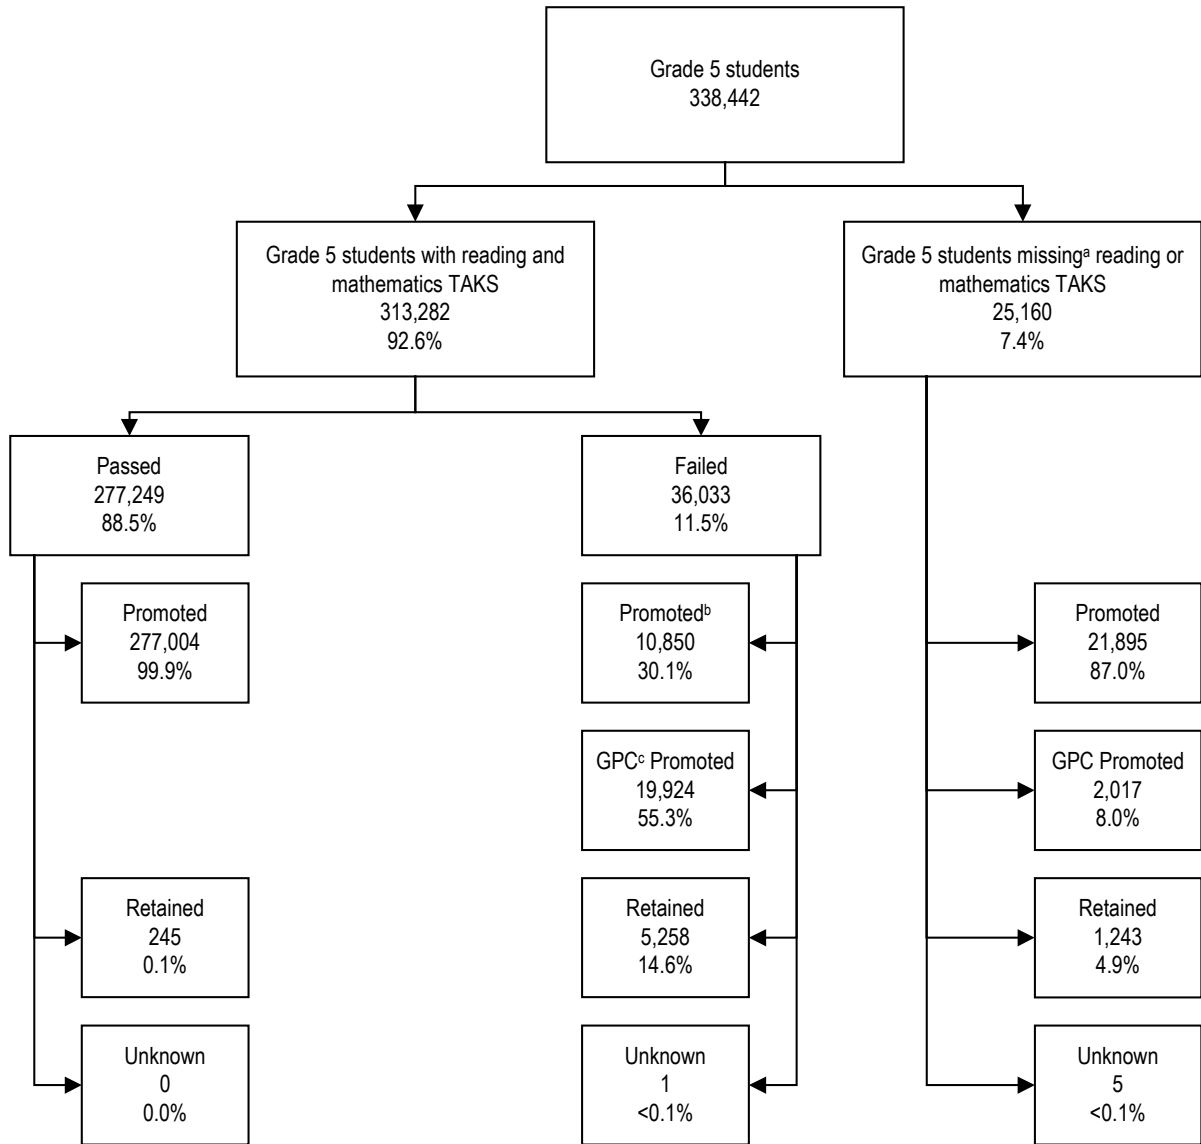 Grade 5 students
338,442
Grade 5 students with reading and
mathematics TAKS
313,282
92.6%
Grade 5 students missingᵃ reading or
mathematics TAKS
25,160
7.4%
Passed
277,249
88.5%
Failed
36,033
11.5%
Promoted
277,004
99.9%
Promotedᵇ
10,850
30.1%
Promoted
21,895
87.0%
GPCᶜ Promoted
19,924
55.3%
GPC Promoted
2,017
8.0%
Retained
245
0.1%
Retained
5,258
14.6%
Retained
1,243
4.9%
Unknown
0
0.0%
Unknown
1
<0.1%
Unknown
5
<0.1%